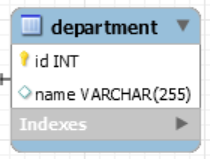 department
id INT
name VARCHAR(255)
Indexes